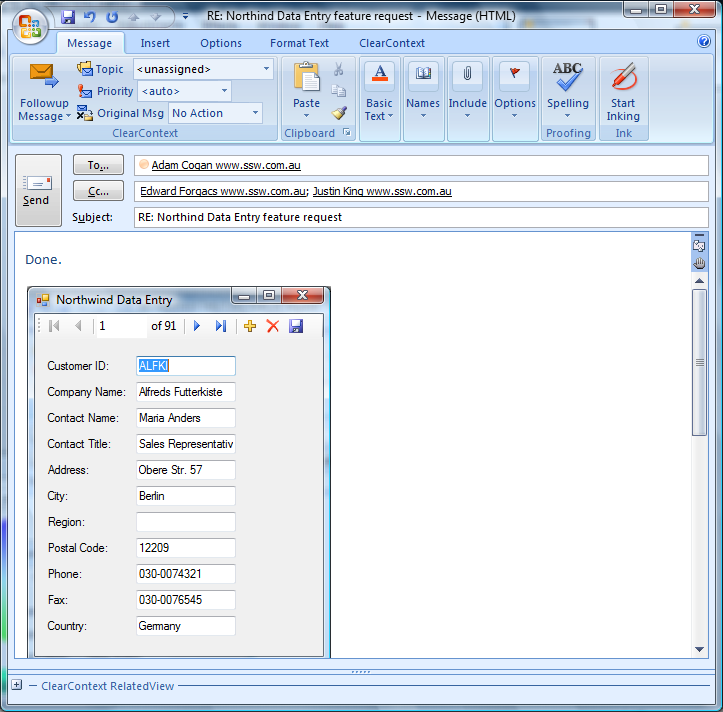 RE: Northind Data Entry feature request - Message (HTML)
Message Insert Options Format Text ClearContext
Followup Message
Topic <unassigned>
Priority <auto>
Original Msg No Action
ClearContext
Paste
Clipboard
Basic Text
Names
Include
Options
ABC
Spelling
Proofing
Start Inking
Ink
Send
To... Adam Cogan www.ssw.com.au
Cc... Edward Forgacs www.ssw.com.au; Justin King www.ssw.com.au
Subject: RE: Northind Data Entry feature request
Done.
Northwind Data Entry
1 of 91
Customer ID: ALFKI
Company Name: Alfreds Futterkiste
Contact Name: Maria Anders
Contact Title: Sales Representativ
Address: Obere Str. 57
City: Berlin
Region:
Postal Code: 12209
Phone: 030-0074321
Fax: 030-0076545
Country: Germany
ClearContext RelatedView